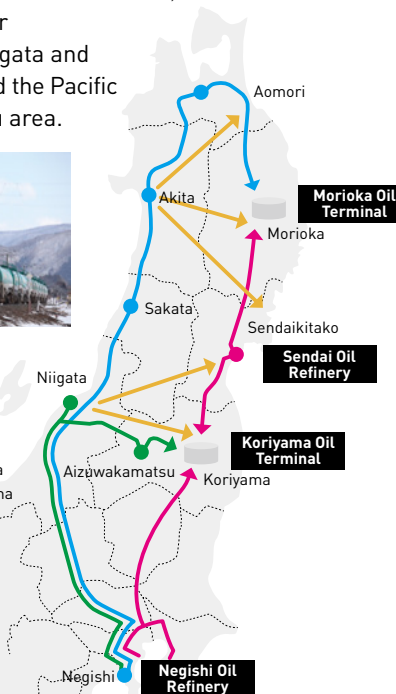 gata and
d the Pacific
area.
Aomori
Akita
Morioka Oil
Terminal
Morioka
Sakata
Sendaikitako
Sendai Oil
Refinery
Niigata
Koriyama Oil
Terminal
Aizuwakamatsu
Koriyama
Negishi
Negishi Oil
Refinery